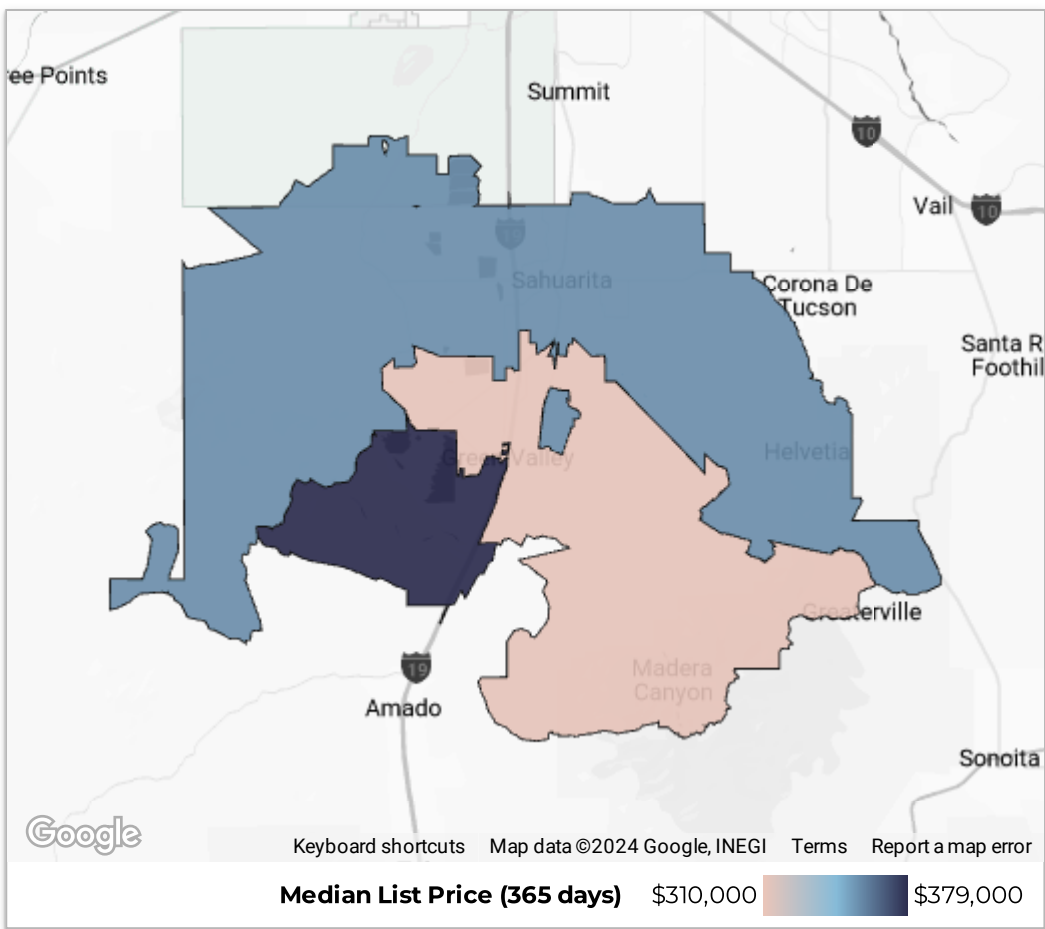 ree Points
Summit
10
Vail
10
19
Sahuarita
Corona De
Tucson
Santa R
Foothil
Helvetia
Green Valley
Greaterville
Madera
Canyon
19
Amado
Sonoita
Google
Keyboard shortcuts Map data ©2024 Google, INEGI Terms Report a map error
Median List Price (365 days) $310,000 $379,000